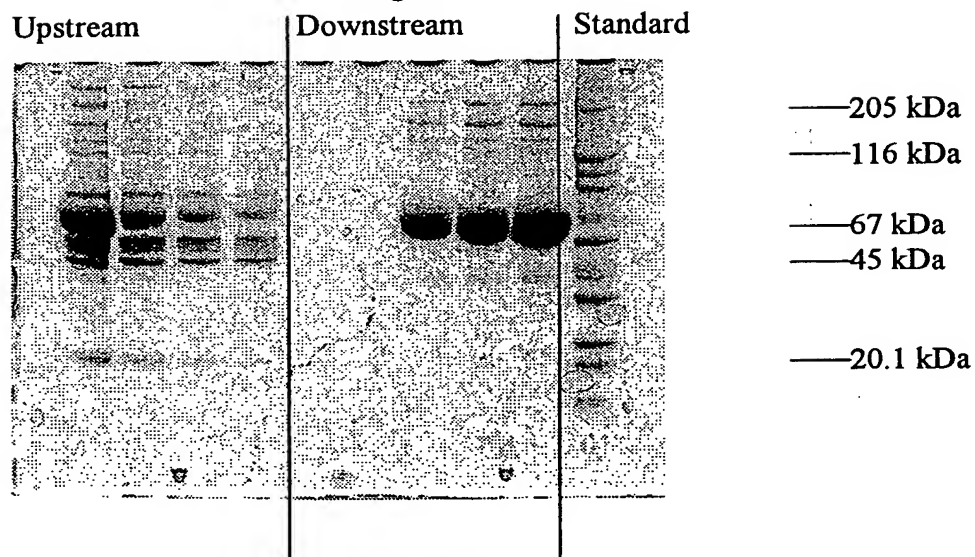 Upstream
Downstream
Standard
205 kDa
116 kDa
67 kDa
45 kDa
20.1 kDa